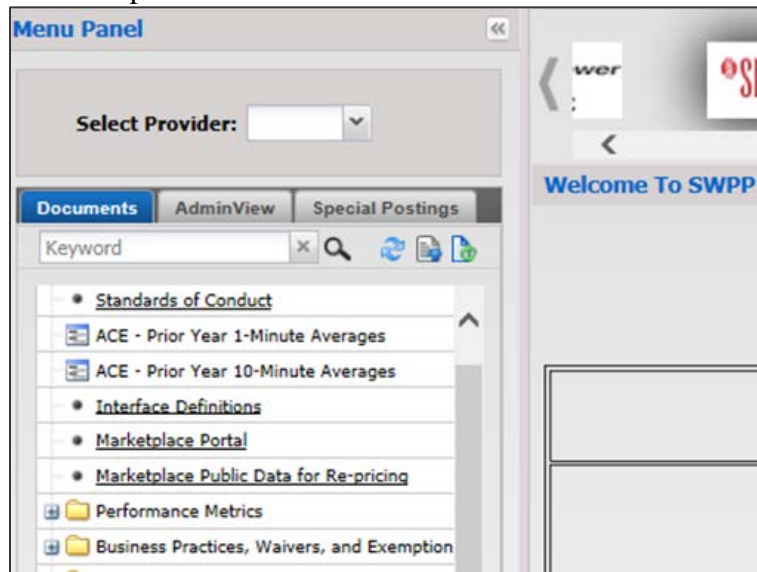 Menu Panel
Select Provider:
wer
Documents
AdminView
Special Postings
Welcome To SWPP
Keyword
Standards of Conduct
ACE - Prior Year 1-Minute Averages
ACE - Prior Year 10-Minute Averages
Interface Definitions
Marketplace Portal
Marketplace Public Data for Re-pricing
Performance Metrics
Business Practices, Waivers, and Exemption